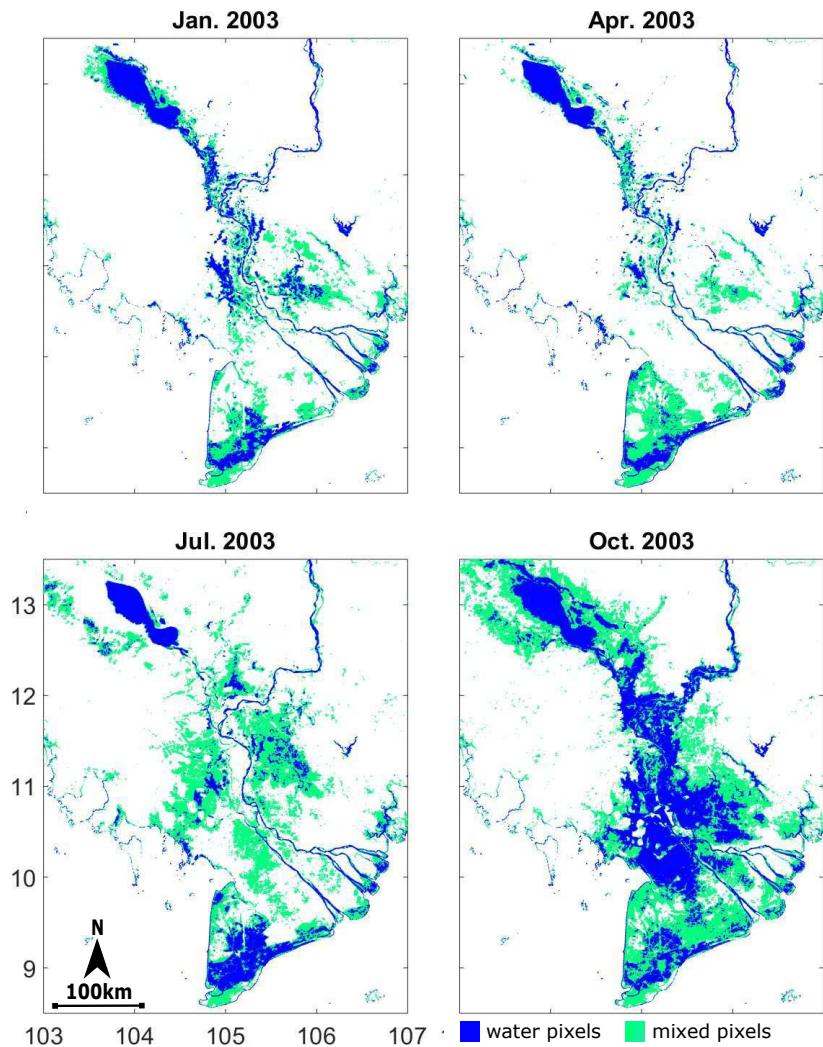 Jan. 2003
Apr. 2003
Jul. 2003
Oct. 2003
13
12
11
10
9
N
100km
103
104
105
106
107
water pixels
mixed pixels